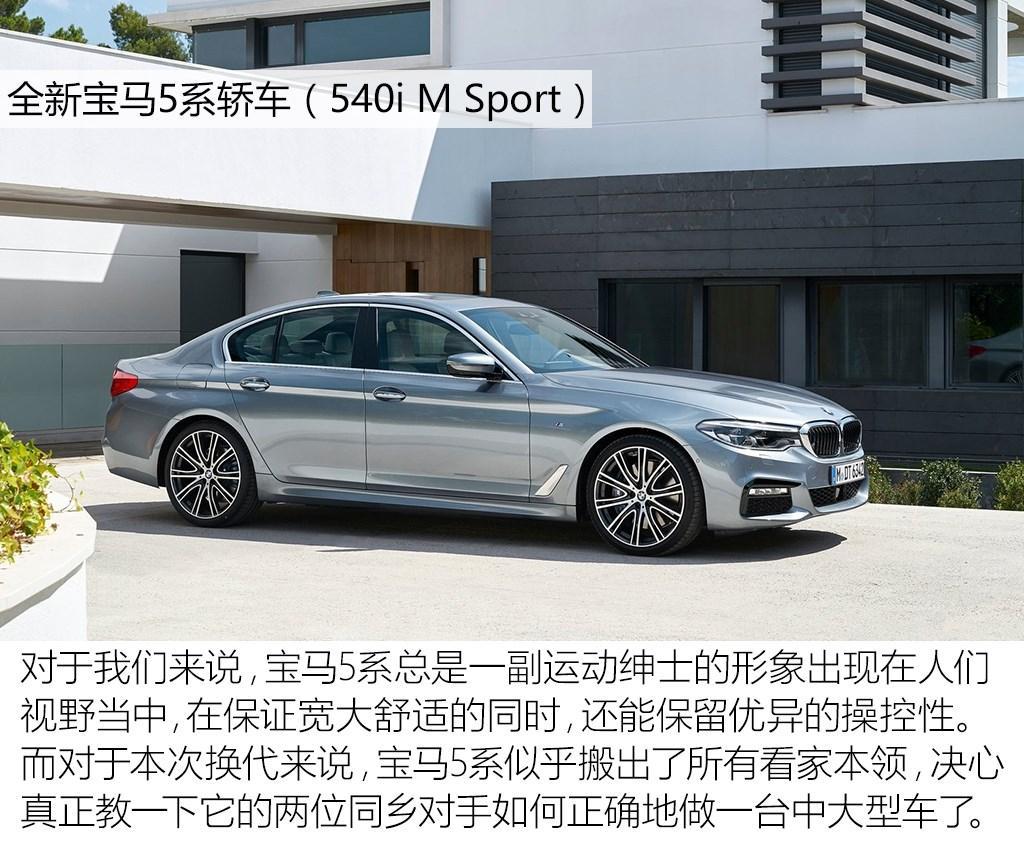 全新宝马5系轿车（540i M Sport）
M DT 6542
对于我们来说,宝马5系总是一副运动绅士的形象出现在人们
视野当中,在保证宽大舒适的同时,还能保留优异的操控性。
而对于本次换代来说,宝马5系似乎搬出了所有看家本领,决心
真正教一下它的两位同乡对手如何正确地做一台中大型车了。